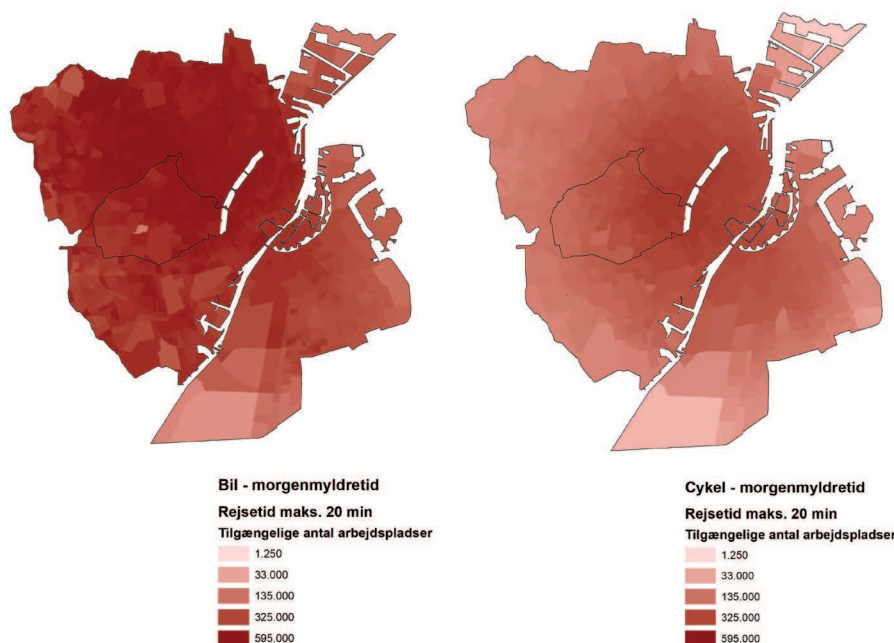 Bil - morgenmyldretid
Rejsetid maks. 20 min
Tilgængelige antal arbejdspladser
1.250
33.000
135.000
325.000
595.000
Cykel - morgenmyldretid
Rejsetid maks. 20 min
Tilgængelige antal arbejdspladser
1.250
33.000
135.000
325.000
595.000